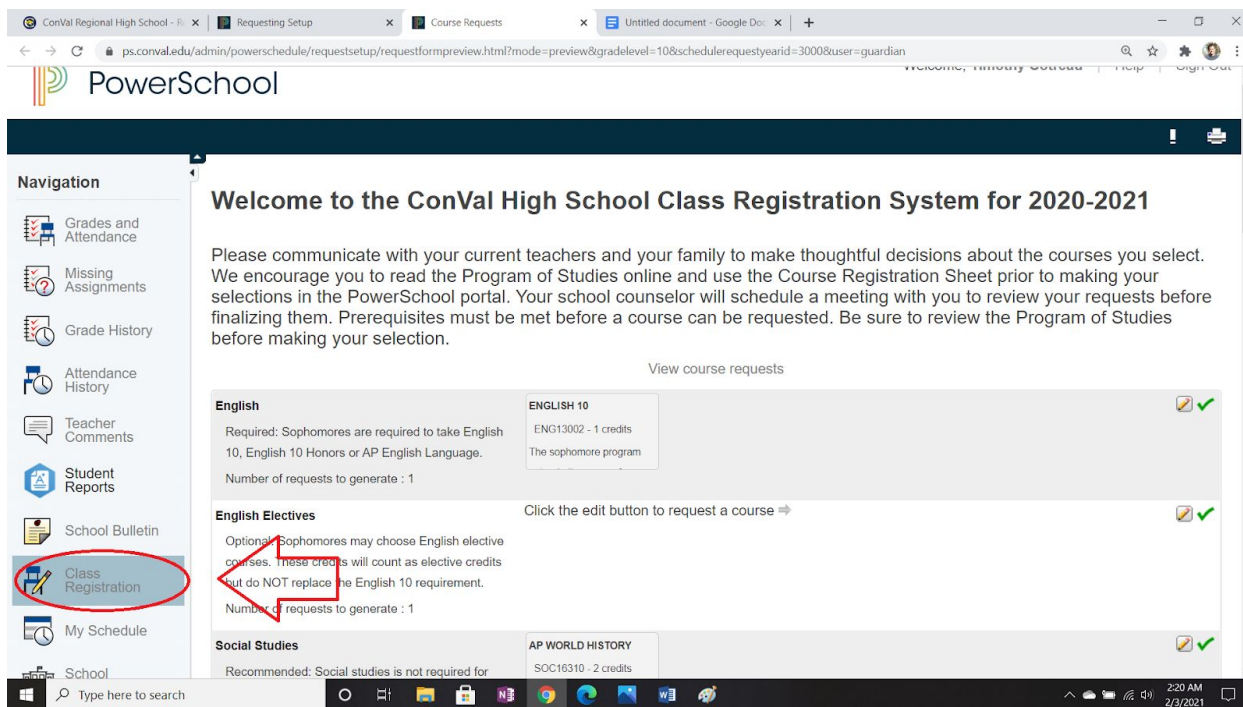 ConVal Regional High School - R
Requesting Setup
Course Requests
Untitled document - Google Doc
ps.conval.edu/admin/powerschedule/requestsetup/requestformpreview.html?mode=preview&gradelevel=10&schedulerequestyearid=3000&user=guardian
PowerSchool
Welcome, Timothy Cotreau | Help | Sign Out
Navigation
Grades and
Attendance
Missing
Assignments
Grade History
Attendance
History
Teacher
Comments
Student
Reports
School Bulletin
Class
Registration
My Schedule
School
Welcome to the ConVal High School Class Registration System for 2020-2021
Please communicate with your current teachers and your family to make thoughtful decisions about the courses you select.
We encourage you to read the Program of Studies online and use the Course Registration Sheet prior to making your
selections in the PowerSchool portal. Your school counselor will schedule a meeting with you to review your requests before
finalizing them. Prerequisites must be met before a course can be requested. Be sure to review the Program of Studies
before making your selection.
View course requests
English
Required: Sophomores are required to take English
10, English 10 Honors or AP English Language.
Number of requests to generate : 1
ENGLISH 10
ENG13002 - 1 credits
The sophomore program
English Electives
Optional: Sophomores may choose English elective
courses. These credits will count as elective credits
but do NOT replace the English 10 requirement.
Number of requests to generate : 1
Click the edit button to request a course
Social Studies
Recommended: Social studies is not required for
AP WORLD HISTORY
SOC16310 - 2 credits
Type here to search
2:20 AM
2/3/2021